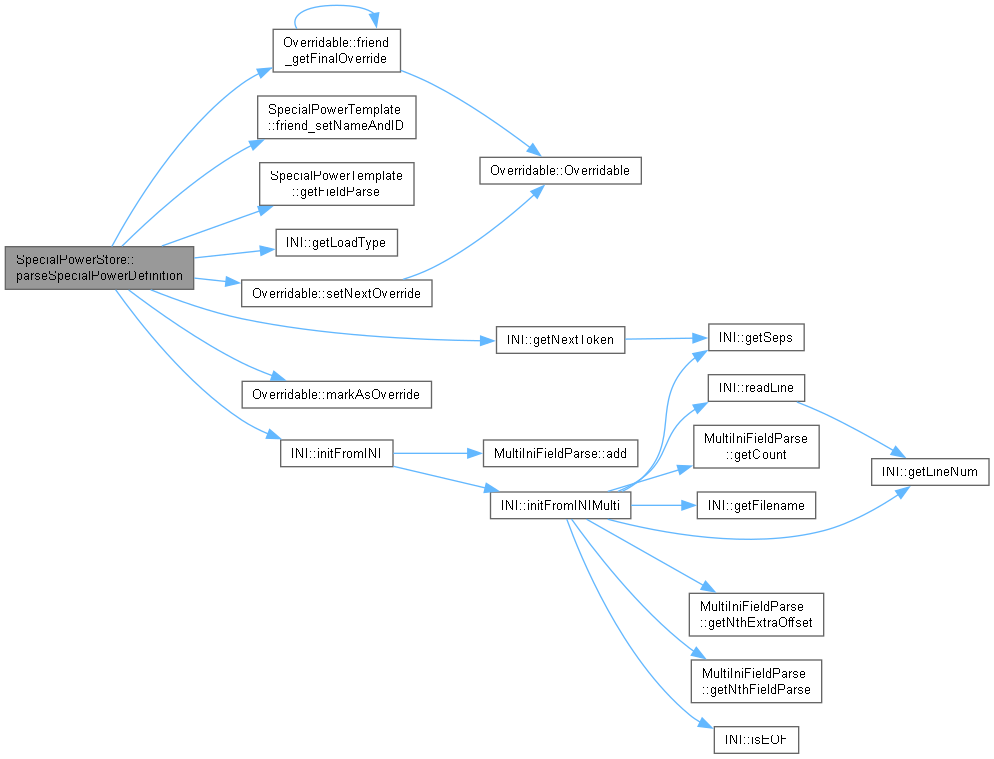 Overridable::friend
_getFinalOverride
SpecialPowerTemplate
::friend_setNameAndID
Overridable::Overridable
SpecialPowerTemplate
::getFieldParse
INI::getLoadType
SpecialPowerStore::
parseSpecialPowerDefinition
Overridable::setNextOverride
INI::getNextToken
INI::getSeps
Overridable::markAsOverride
INI::readLine
MultiIniFieldParse
::getCount
INI::initFromINI
MultiIniFieldParse::add
INI::getLineNum
INI::initFromINIMulti
INI::getFilename
MultiIniFieldParse
::getNthExtraOffset
MultiIniFieldParse
::getNthFieldParse
INI::isEOF